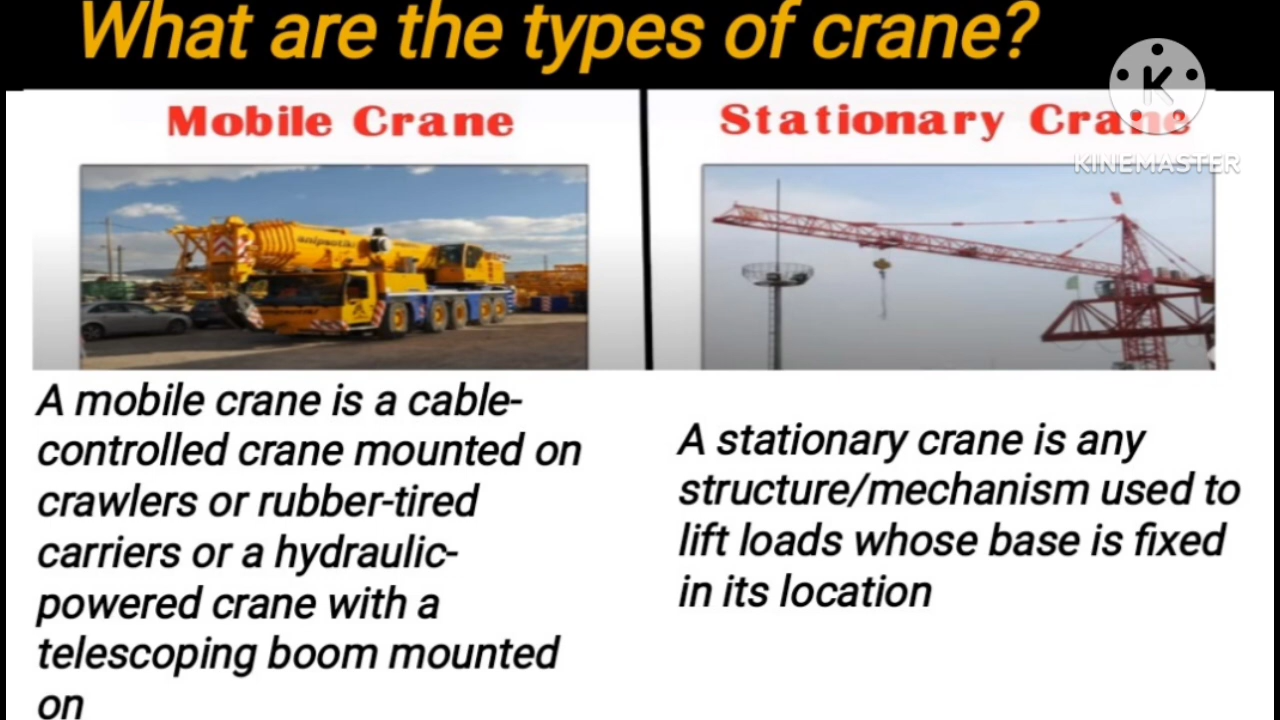 What are the types of crane?
Mobile Crane
Stationary Crane
K
KINEMASTER
A mobile crane is a cable-
controlled crane mounted on
crawlers or rubber-tired
carriers or a hydraulic-
powered crane with a
telescoping boom mounted
on
A stationary crane is any
structure/mechanism used to
lift loads whose base is fixed
in its location